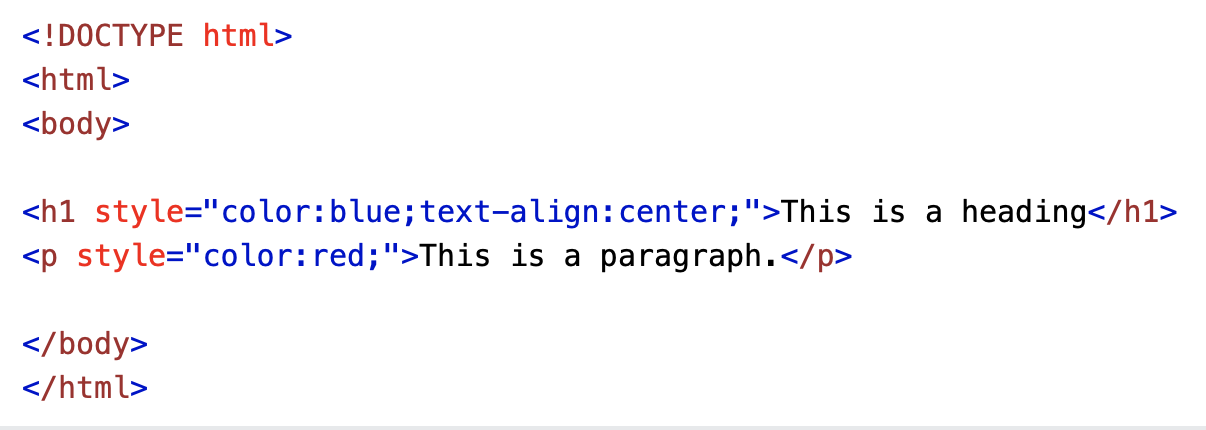 <!DOCTYPE html>
<html>
<body>
<h1 style="color:blue;text-align:center;">This is a heading</h1>
<p style="color:red;">This is a paragraph.</p>
</body>
</html>